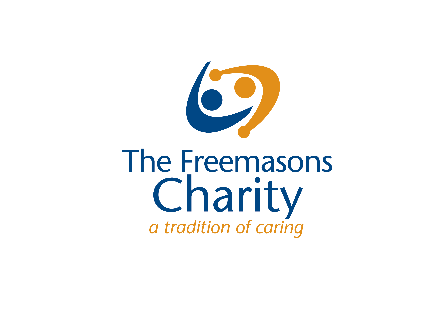 The Freemasons
Charity
a tradition of caring